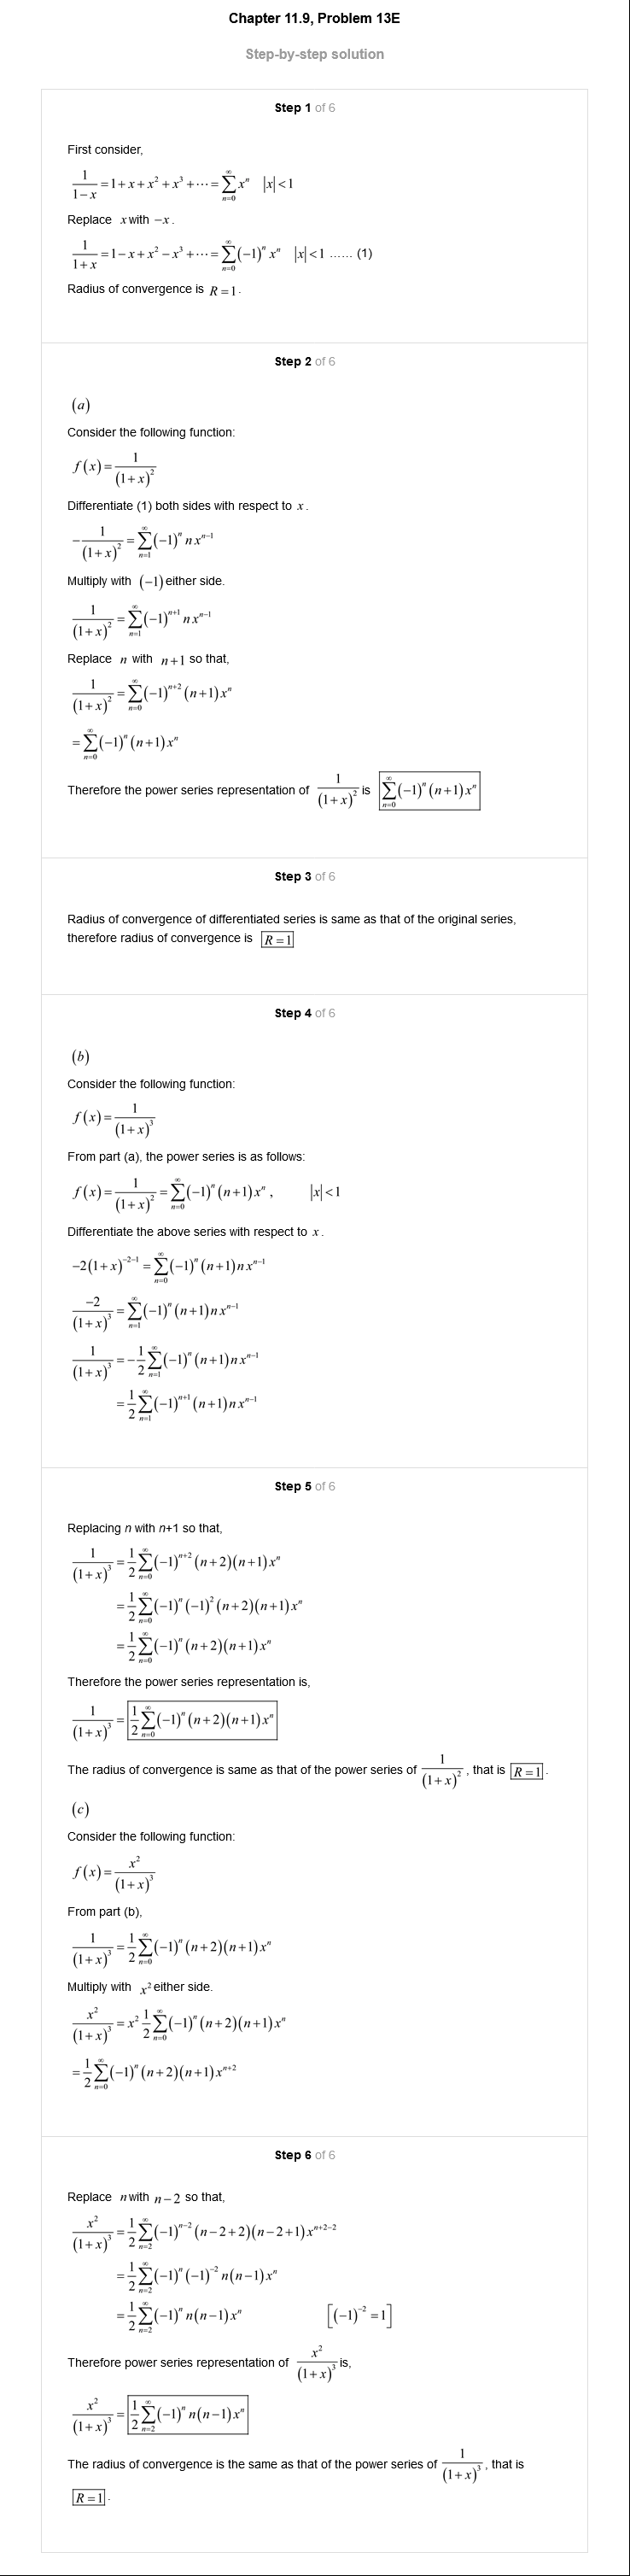 Chapter 11.9, Problem 13E
Step-by-step solution
Step 1 of 6
First consider,
$\frac{1}{1-x}=1+x+x^2+x^3+\cdots=\sum_{n=0}^{\infty}x^n \quad |x|<1$
Replace x with −x.
$\frac{1}{1+x}=1-x+x^2-x^3+\cdots=\sum_{n=0}^{\infty}(-1)^n x^n \quad |x|<1$ ...... (1)
Radius of convergence is R = 1.
Step 2 of 6
(a)
Consider the following function:
$f(x)=\frac{1}{(1+x)^2}$
Differentiate (1) both sides with respect to x.
$-\frac{1}{(1+x)^2}=\sum_{n=1}^{\infty}(-1)^n nx^{n-1}$
Multiply with (−1) either side.
$\frac{1}{(1+x)^2}=\sum_{n=1}^{\infty}(-1)^{n+1} nx^{n-1}$
Replace n with n+1 so that,
$\frac{1}{(1+x)^2}=\sum_{n=0}^{\infty}(-1)^{n+2}(n+1)x^n$
$=\sum_{n=0}^{\infty}(-1)^n(n+1)x^n$
Therefore the power series representation of $\frac{1}{(1+x)^2}$ is $\boxed{\sum_{n=0}^{\infty}(-1)^n(n+1)x^n}$
Step 3 of 6
Radius of convergence of differentiated series is same as that of the original series,
therefore radius of convergence is $\boxed{R=1}$
Step 4 of 6
(b)
Consider the following function:
$f(x)=\frac{1}{(1+x)^3}$
From part (a), the power series is as follows:
$f(x)=\frac{1}{(1+x)^2}=\sum_{n=0}^{\infty}(-1)^n(n+1)x^n, \quad |x|<1$
Differentiate the above series with respect to x.
$-2(1+x)^{-2-1}=\sum_{n=0}^{\infty}(-1)^n(n+1)nx^{n-1}$
$\frac{-2}{(1+x)^3}=\sum_{n=1}^{\infty}(-1)^n(n+1)nx^{n-1}$
$\frac{1}{(1+x)^3}=-\frac{1}{2}\sum_{n=1}^{\infty}(-1)^n(n+1)nx^{n-1}$
$=\frac{1}{2}\sum_{n=1}^{\infty}(-1)^{n+1}(n+1)nx^{n-1}$
Step 5 of 6
Replacing n with n+1 so that,
$\frac{1}{(1+x)^3}=\frac{1}{2}\sum_{n=0}^{\infty}(-1)^{n+2}(n+2)(n+1)x^n$
$=\frac{1}{2}\sum_{n=0}^{\infty}(-1)^n(-1)^2(n+2)(n+1)x^n$
$=\frac{1}{2}\sum_{n=0}^{\infty}(-1)^n(n+2)(n+1)x^n$
Therefore the power series representation is,
$\frac{1}{(1+x)^3}=\boxed{\frac{1}{2}\sum_{n=0}^{\infty}(-1)^n(n+2)(n+1)x^n}$
The radius of convergence is same as that of the power series of $\frac{1}{(1+x)^2}$, that is $\boxed{R=1}$.
(c)
Consider the following function:
$f(x)=\frac{x^2}{(1+x)^3}$
From part (b),
$\frac{1}{(1+x)^3}=\frac{1}{2}\sum_{n=0}^{\infty}(-1)^n(n+2)(n+1)x^n$
Multiply with $x^2$ either side.
$\frac{x^2}{(1+x)^3}=x^2\frac{1}{2}\sum_{n=0}^{\infty}(-1)^n(n+2)(n+1)x^n$
$=\frac{1}{2}\sum_{n=0}^{\infty}(-1)^n(n+2)(n+1)x^{n+2}$
Step 6 of 6
Replace n with n−2 so that,
$\frac{x^2}{(1+x)^3}=\frac{1}{2}\sum_{n=2}^{\infty}(-1)^{n-2}(n-2+2)(n-2+1)x^{n+2-2}$
$=\frac{1}{2}\sum_{n=2}^{\infty}(-1)^n(-1)^{-2}n(n-1)x^n$
$=\frac{1}{2}\sum_{n=2}^{\infty}(-1)^n n(n-1)x^n \quad [(-1)^{-2}=1]$
Therefore power series representation of $\frac{x^2}{(1+x)^3}$ is,
$\frac{x^2}{(1+x)^3}=\boxed{\frac{1}{2}\sum_{n=2}^{\infty}(-1)^n n(n-1)x^n}$
The radius of convergence is the same as that of the power series of $\frac{1}{(1+x)^3}$, that is
$\boxed{R=1}$.